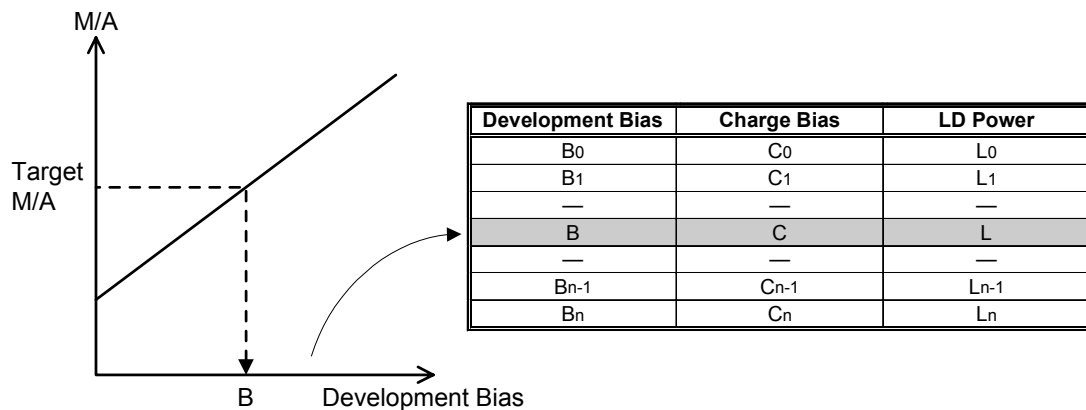 M/A
Target
M/A
B Development Bias
Development Bias Charge Bias LD Power
B0 C0 L0
B1 C1 L1
— — —
B C L
— — —
Bn-1 Cn-1 Ln-1
Bn Cn Ln